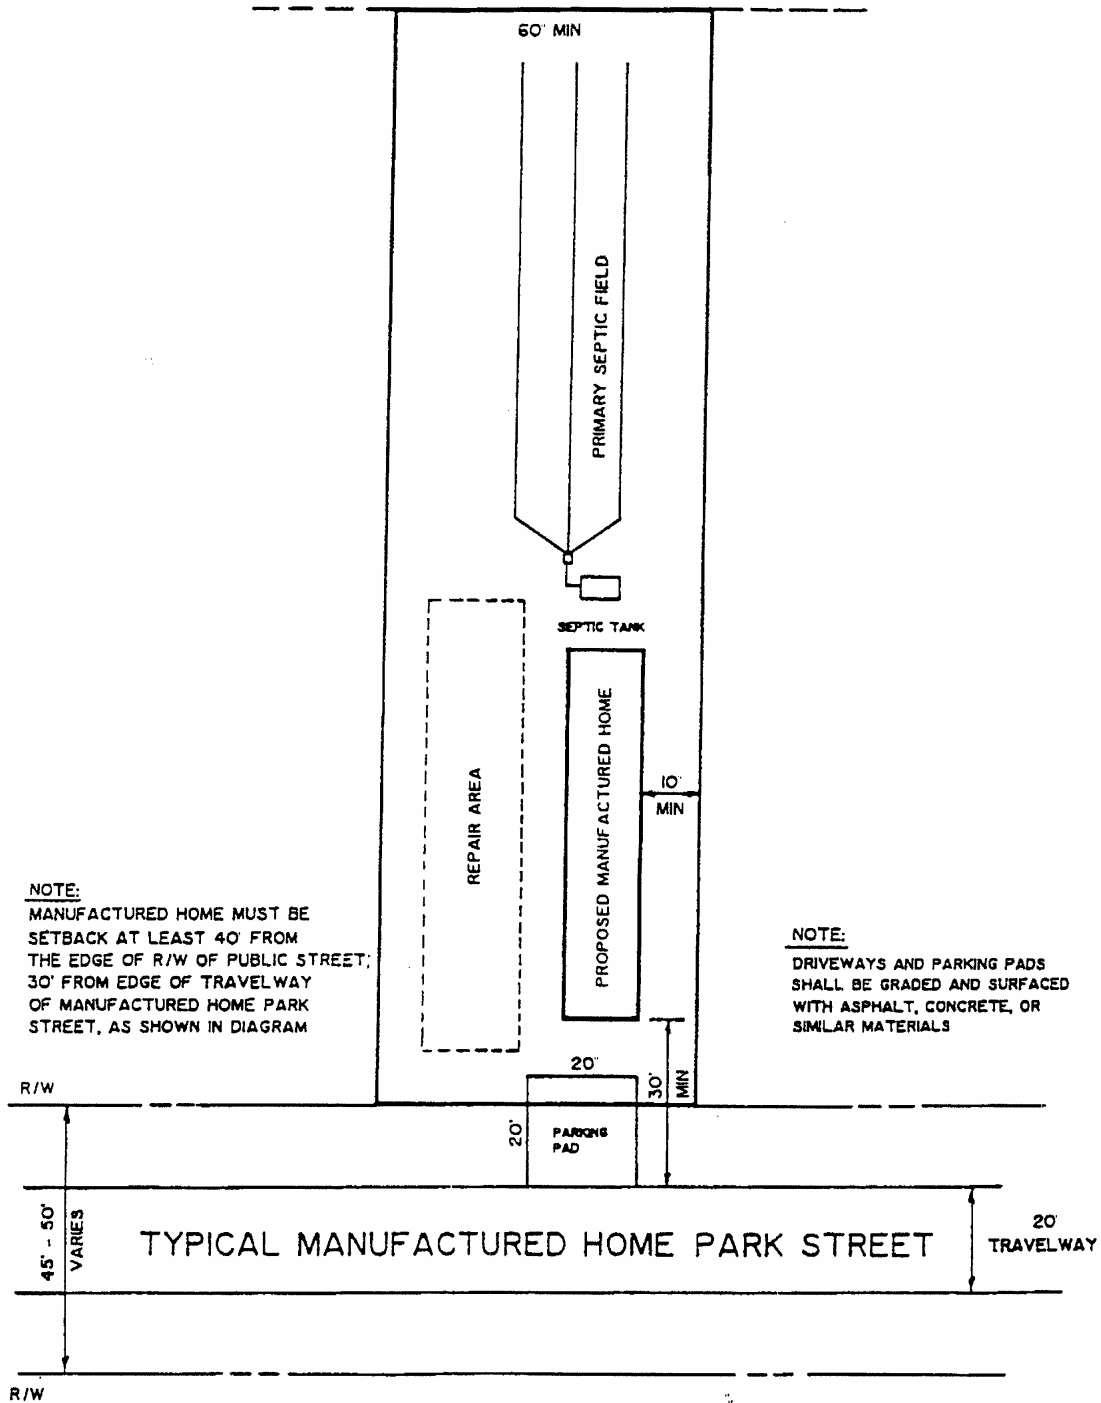 60" MIN
PRIMARY SEPTIC FIELD
SEPTIC TANK
PROPOSED MANUFACTURED HOME
REPAIR AREA
10'
MIN
NOTE:
MANUFACTURED HOME MUST BE
SETBACK AT LEAST 40' FROM
THE EDGE OF R/W OF PUBLIC STREET;
30' FROM EDGE OF TRAVELWAY
OF MANUFACTURED HOME PARK
STREET, AS SHOWN IN DIAGRAM
NOTE:
DRIVEWAYS AND PARKING PADS
SHALL BE GRADED AND SURFACED
WITH ASPHALT, CONCRETE, OR
SIMILAR MATERIALS
R/W
20"
20'
PARKING
PAD
30'
MIN
45' - 50'
VARIES
TYPICAL MANUFACTURED HOME PARK STREET
20'
TRAVELWAY
R/W